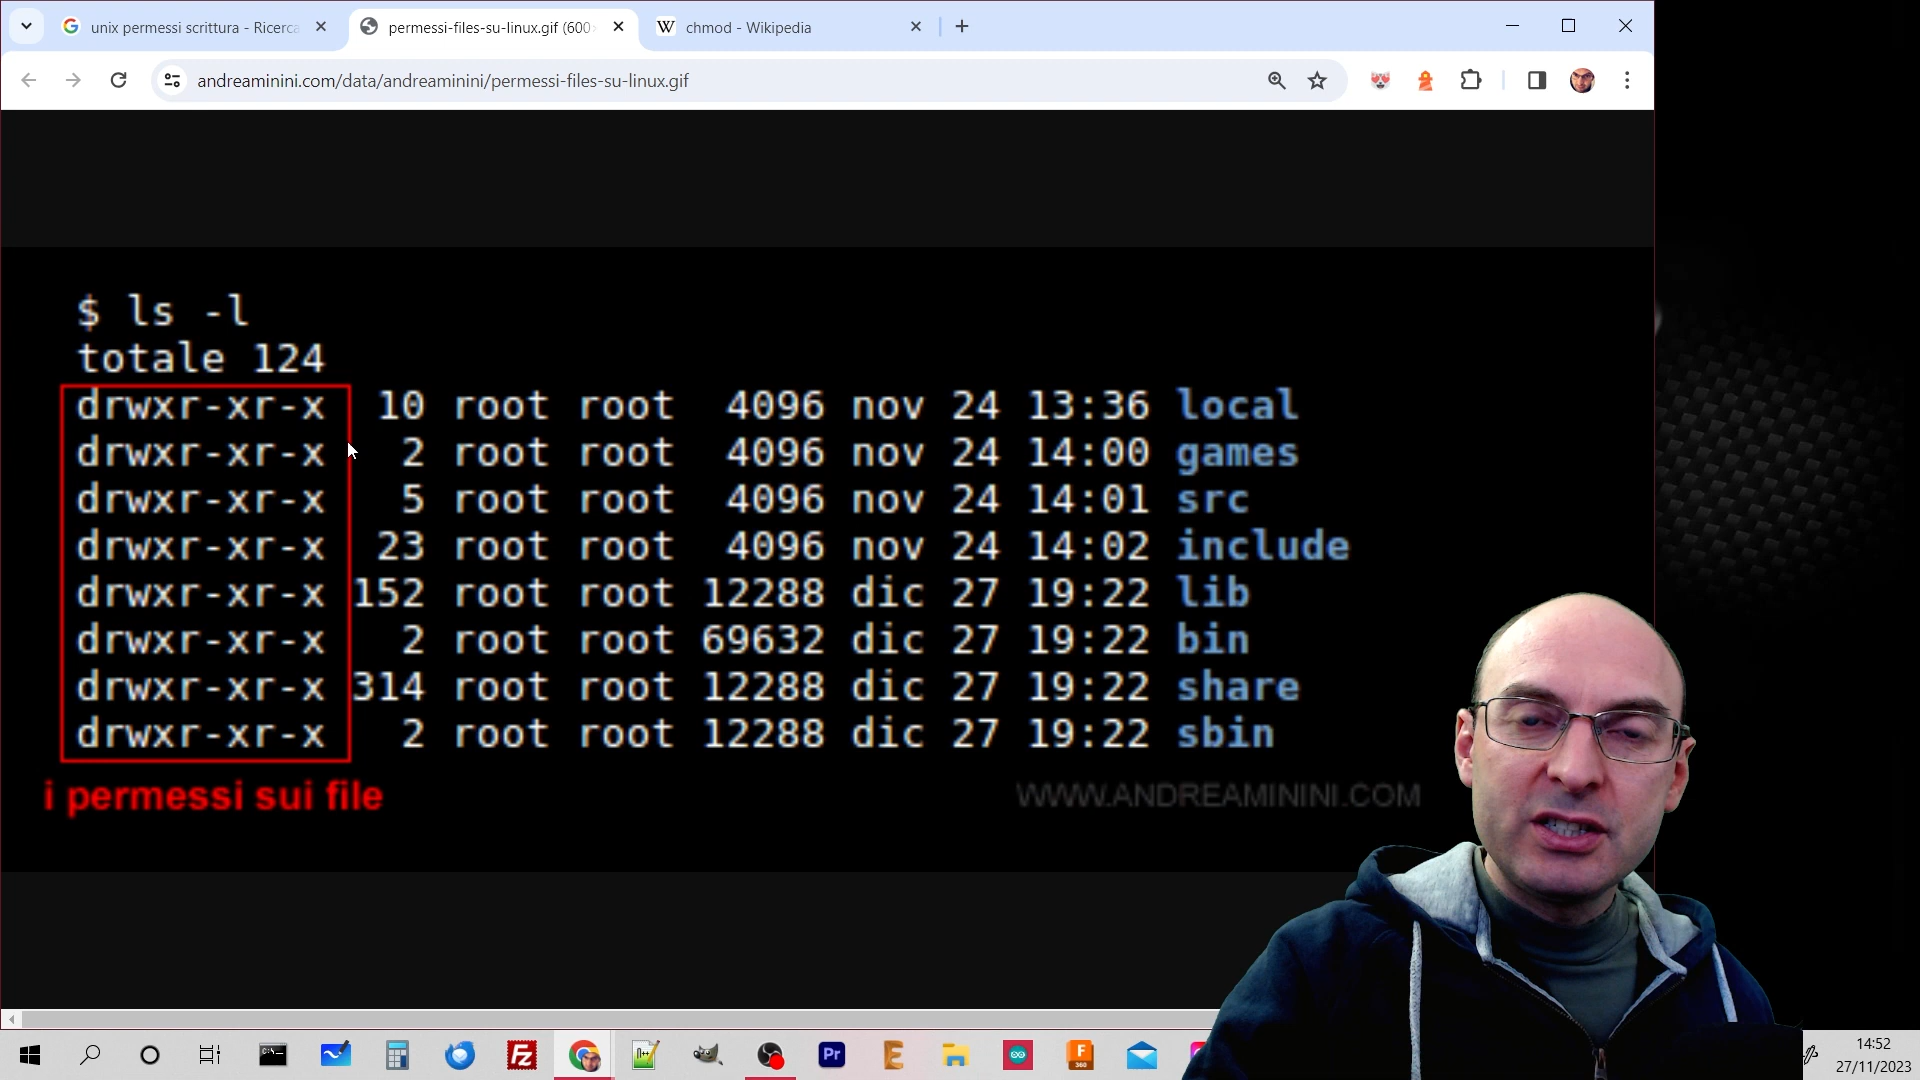 unix permessi scrittura - Ricerca
permessi-files-su-linux.gif (600×
chmod - Wikipedia
andreaminini.com/data/andreaminini/permessi-files-su-linux.gif
$ ls -l
totale 124
drwxr-xr-x 10 root root 4096 nov 24 13:36 local
drwxr-xr-x 2 root root 4096 nov 24 14:00 games
drwxr-xr-x 5 root root 4096 nov 24 14:01 src
drwxr-xr-x 23 root root 4096 nov 24 14:02 include
drwxr-xr-x 152 root root 12288 dic 27 19:22 lib
drwxr-xr-x 2 root root 69632 dic 27 19:22 bin
drwxr-xr-x 314 root root 12288 dic 27 19:22 share
drwxr-xr-x 2 root root 12288 dic 27 19:22 sbin
i permessi sui file
WWW.ANDREAMININI.COM
Fz
Pr
E
F
360
14:52
27/11/2023